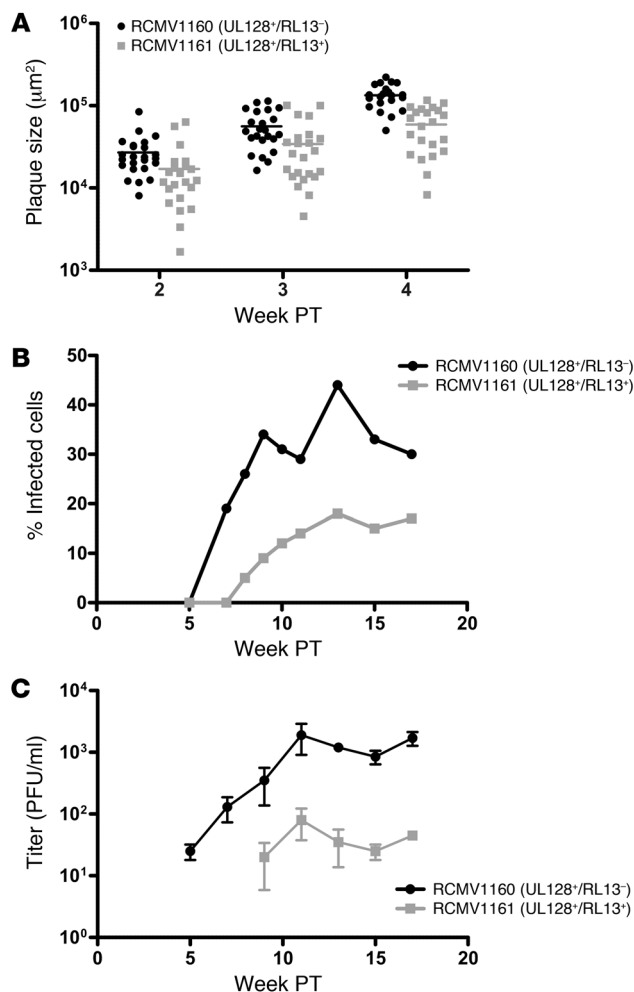 A
RCMV1160 (UL128⁺/RL13⁻)
RCMV1161 (UL128⁺/RL13⁺)
Plaque size (µm²)
10⁶
10⁵
10⁴
10³
2 3 4
Week PT
B
RCMV1160 (UL128⁺/RL13⁻)
RCMV1161 (UL128⁺/RL13⁺)
% Infected cells
50
40
30
20
10
0
0 5 10 15 20
Week PT
C
Titer (PFU/ml)
10⁴
10³
10²
10¹
10⁰
RCMV1160 (UL128⁺/RL13⁻)
RCMV1161 (UL128⁺/RL13⁺)
0 5 10 15 20
Week PT